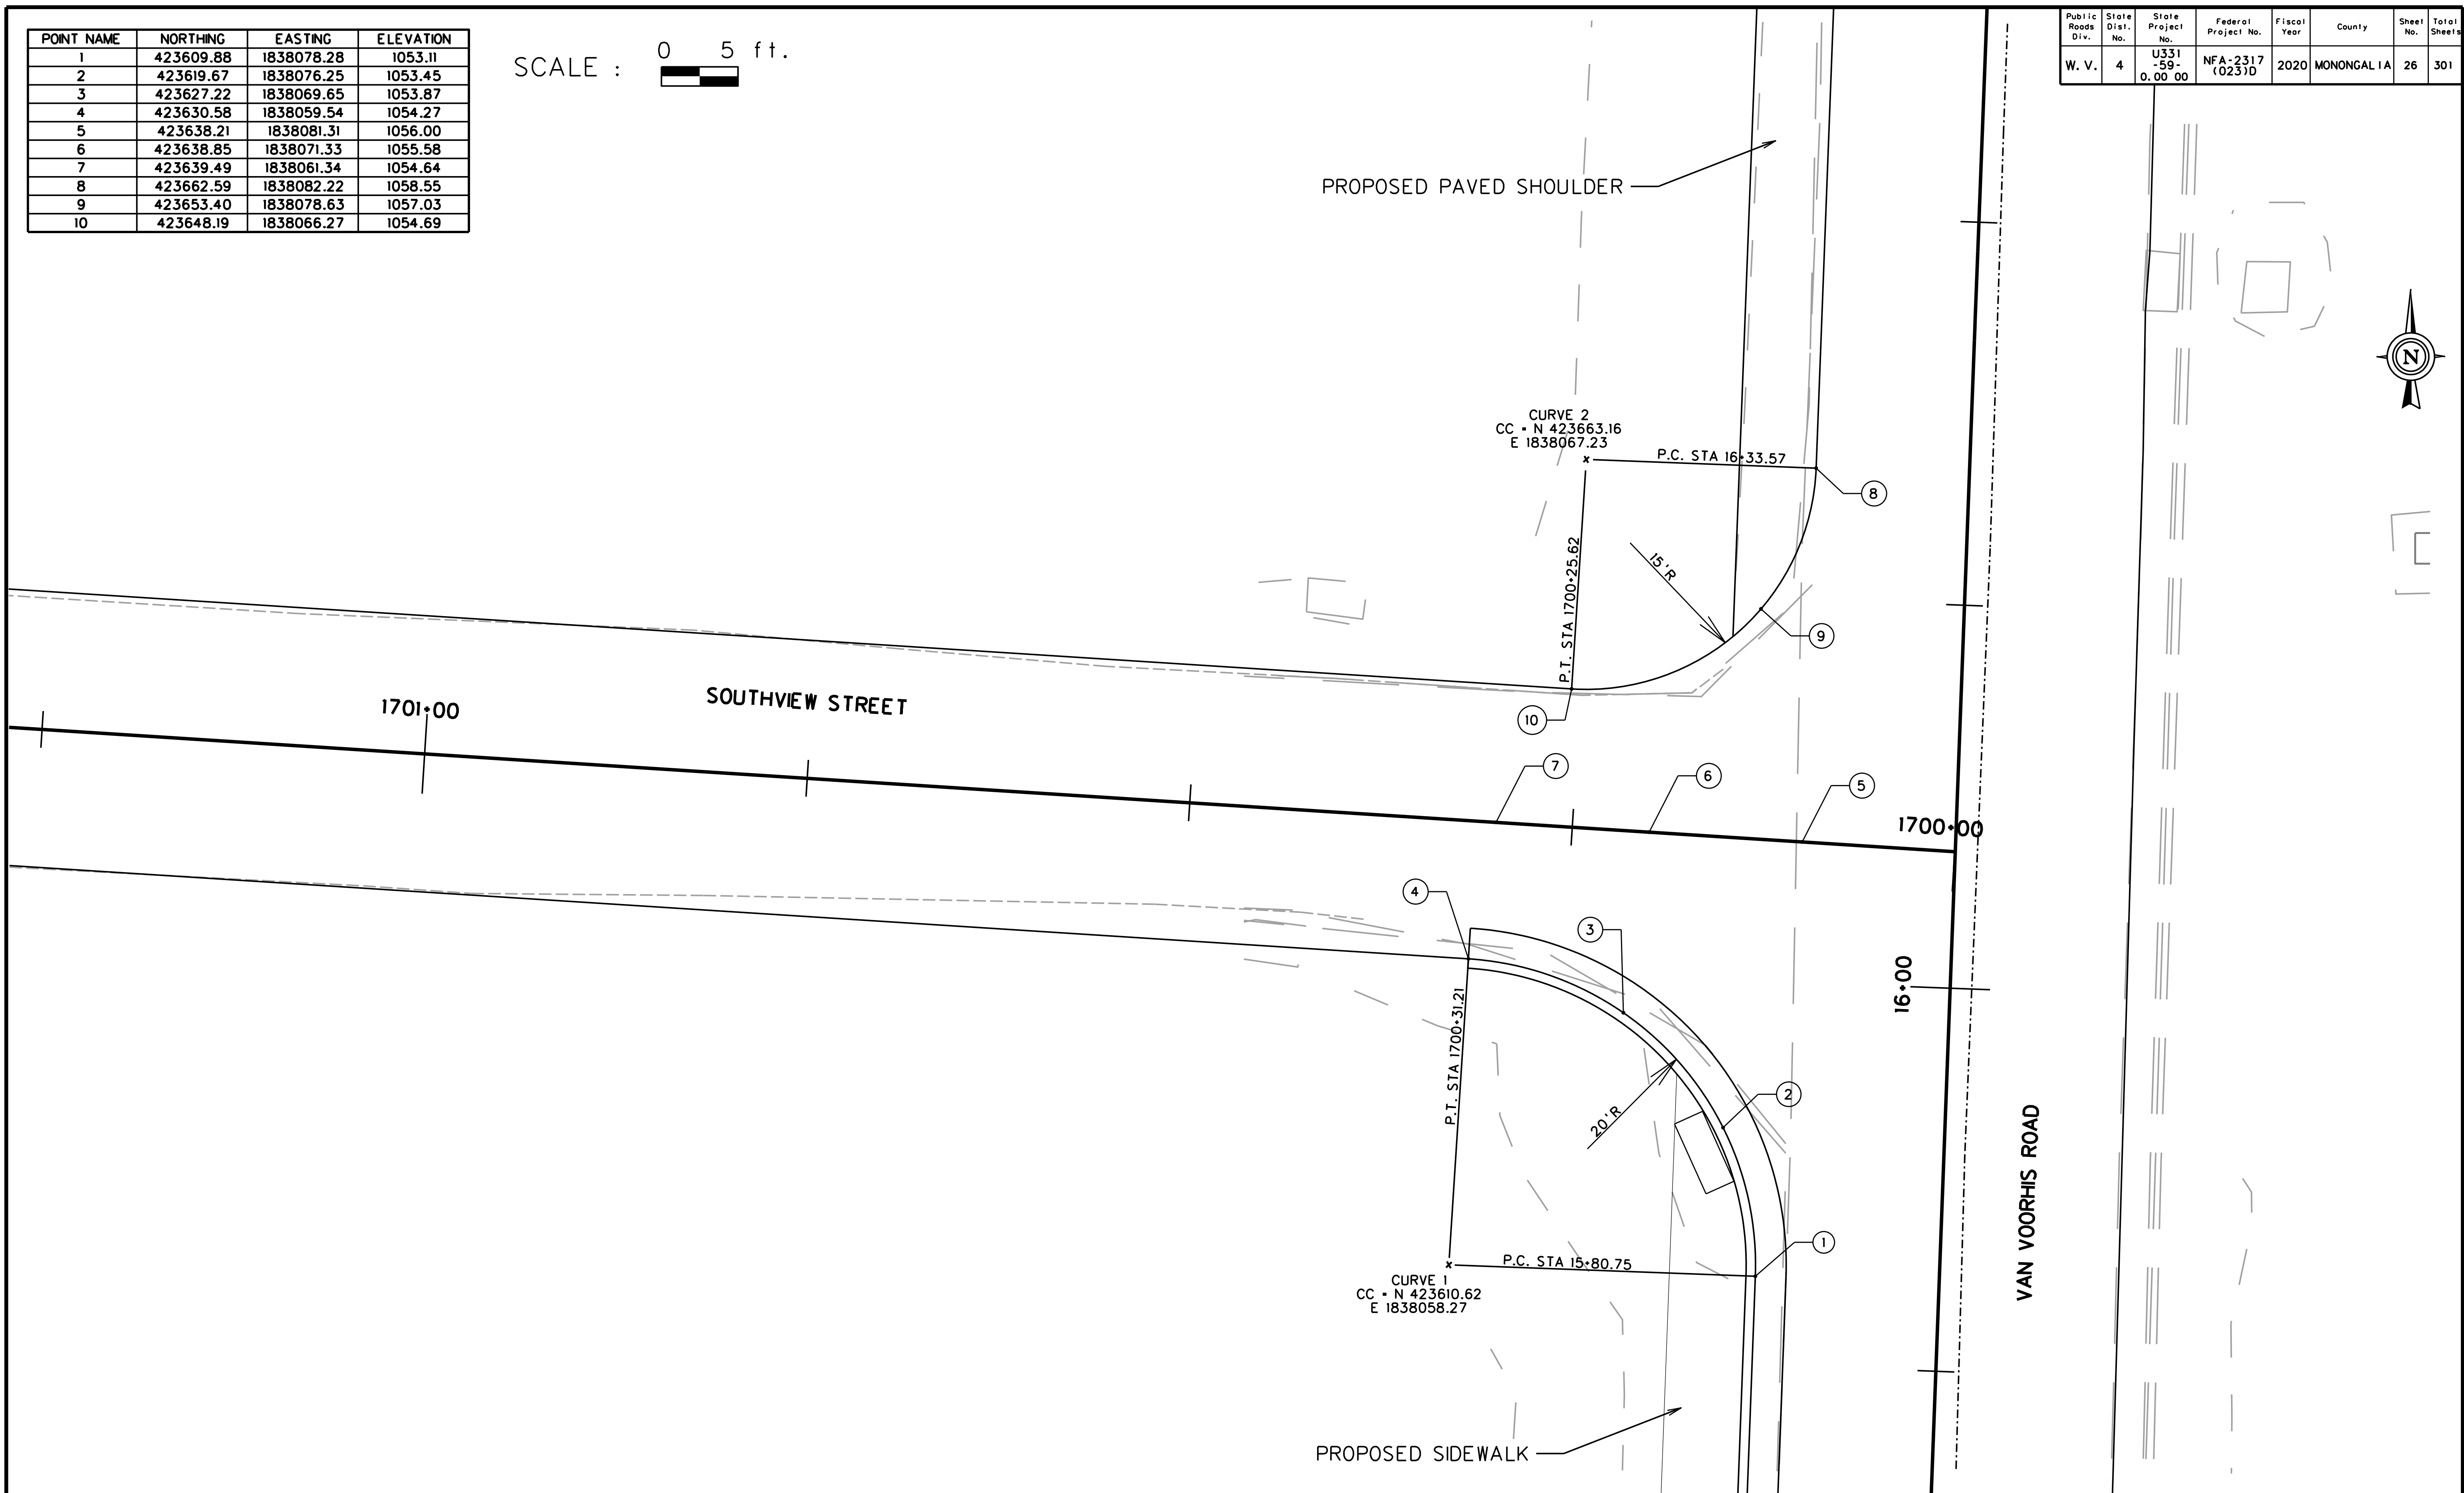 POINT NAME NORTHING EASTING ELEVATION
1 423609.88 1838078.28 1053.11
2 423619.67 1838076.25 1053.45
3 423627.22 1838069.65 1053.87
4 423630.58 1838059.54 1054.27
5 423638.21 1838081.31 1056.00
6 423638.85 1838071.33 1055.58
7 423639.49 1838061.34 1054.64
8 423662.59 1838082.22 1058.55
9 423653.40 1838078.63 1057.03
10 423648.19 1838066.27 1054.69
SCALE : 0 5 ft.
Public Roads Div. State Dist. No. State Project No. Federal Project No. Fiscal Year County Sheet No. Total Sheets
W. V. 4 U331 -59- 0.00 00 NFA-2317 (023)D 2020 MONONGALIA 26 301
PROPOSED PAVED SHOULDER
N
CURVE 2
CC = N 423663.16
E 1838067.23
P.C. STA 16+33.57
8
15'R
P.T. STA 1700+25.62
9
10
SOUTHVIEW STREET
1701+00
7
6
5
1700+00
4
3
16+00
P.T. STA 1700+31.21
2
20'R
1
P.C. STA 15+80.75
CURVE 1
CC = N 423610.62
E 1838058.27
VAN VOORHIS ROAD
PROPOSED SIDEWALK